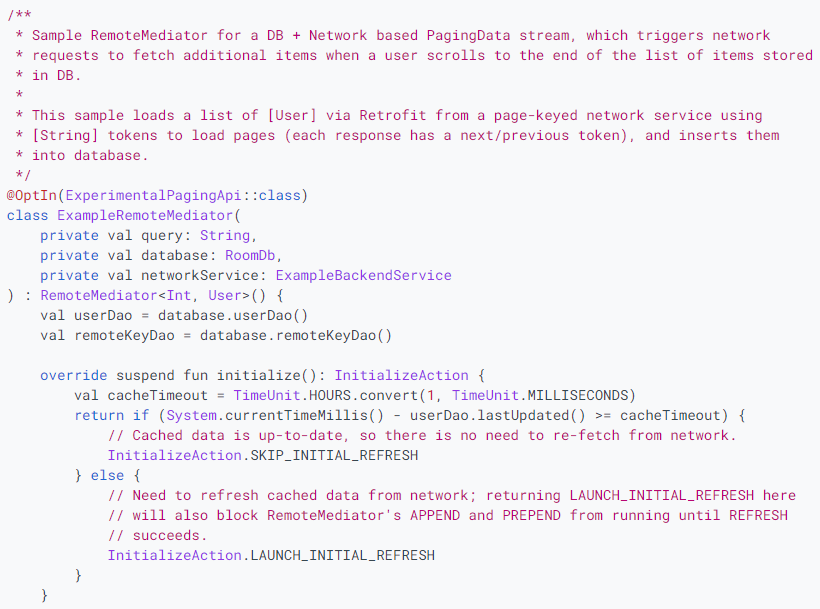 /**
 * Sample RemoteMediator for a DB + Network based PagingData stream, which triggers network
 * requests to fetch additional items when a user scrolls to the end of the list of items stored
 * in DB.
 *
 * This sample loads a list of [User] via Retrofit from a page-keyed network service using
 * [String] tokens to load pages (each response has a next/previous token), and inserts them
 * into database.
 */
@OptIn(ExperimentalPagingApi::class)
class ExampleRemoteMediator(
    private val query: String,
    private val database: RoomDb,
    private val networkService: ExampleBackendService
) : RemoteMediator<Int, User>() {
    val userDao = database.userDao()
    val remoteKeyDao = database.remoteKeyDao()

    override suspend fun initialize(): InitializeAction {
        val cacheTimeout = TimeUnit.HOURS.convert(1, TimeUnit.MILLISECONDS)
        return if (System.currentTimeMillis() - userDao.lastUpdated() >= cacheTimeout) {
            // Cached data is up-to-date, so there is no need to re-fetch from network.
            InitializeAction.SKIP_INITIAL_REFRESH
        } else {
            // Need to refresh cached data from network; returning LAUNCH_INITIAL_REFRESH here
            // will also block RemoteMediator's APPEND and PREPEND from running until REFRESH
            // succeeds.
            InitializeAction.LAUNCH_INITIAL_REFRESH
        }
    }